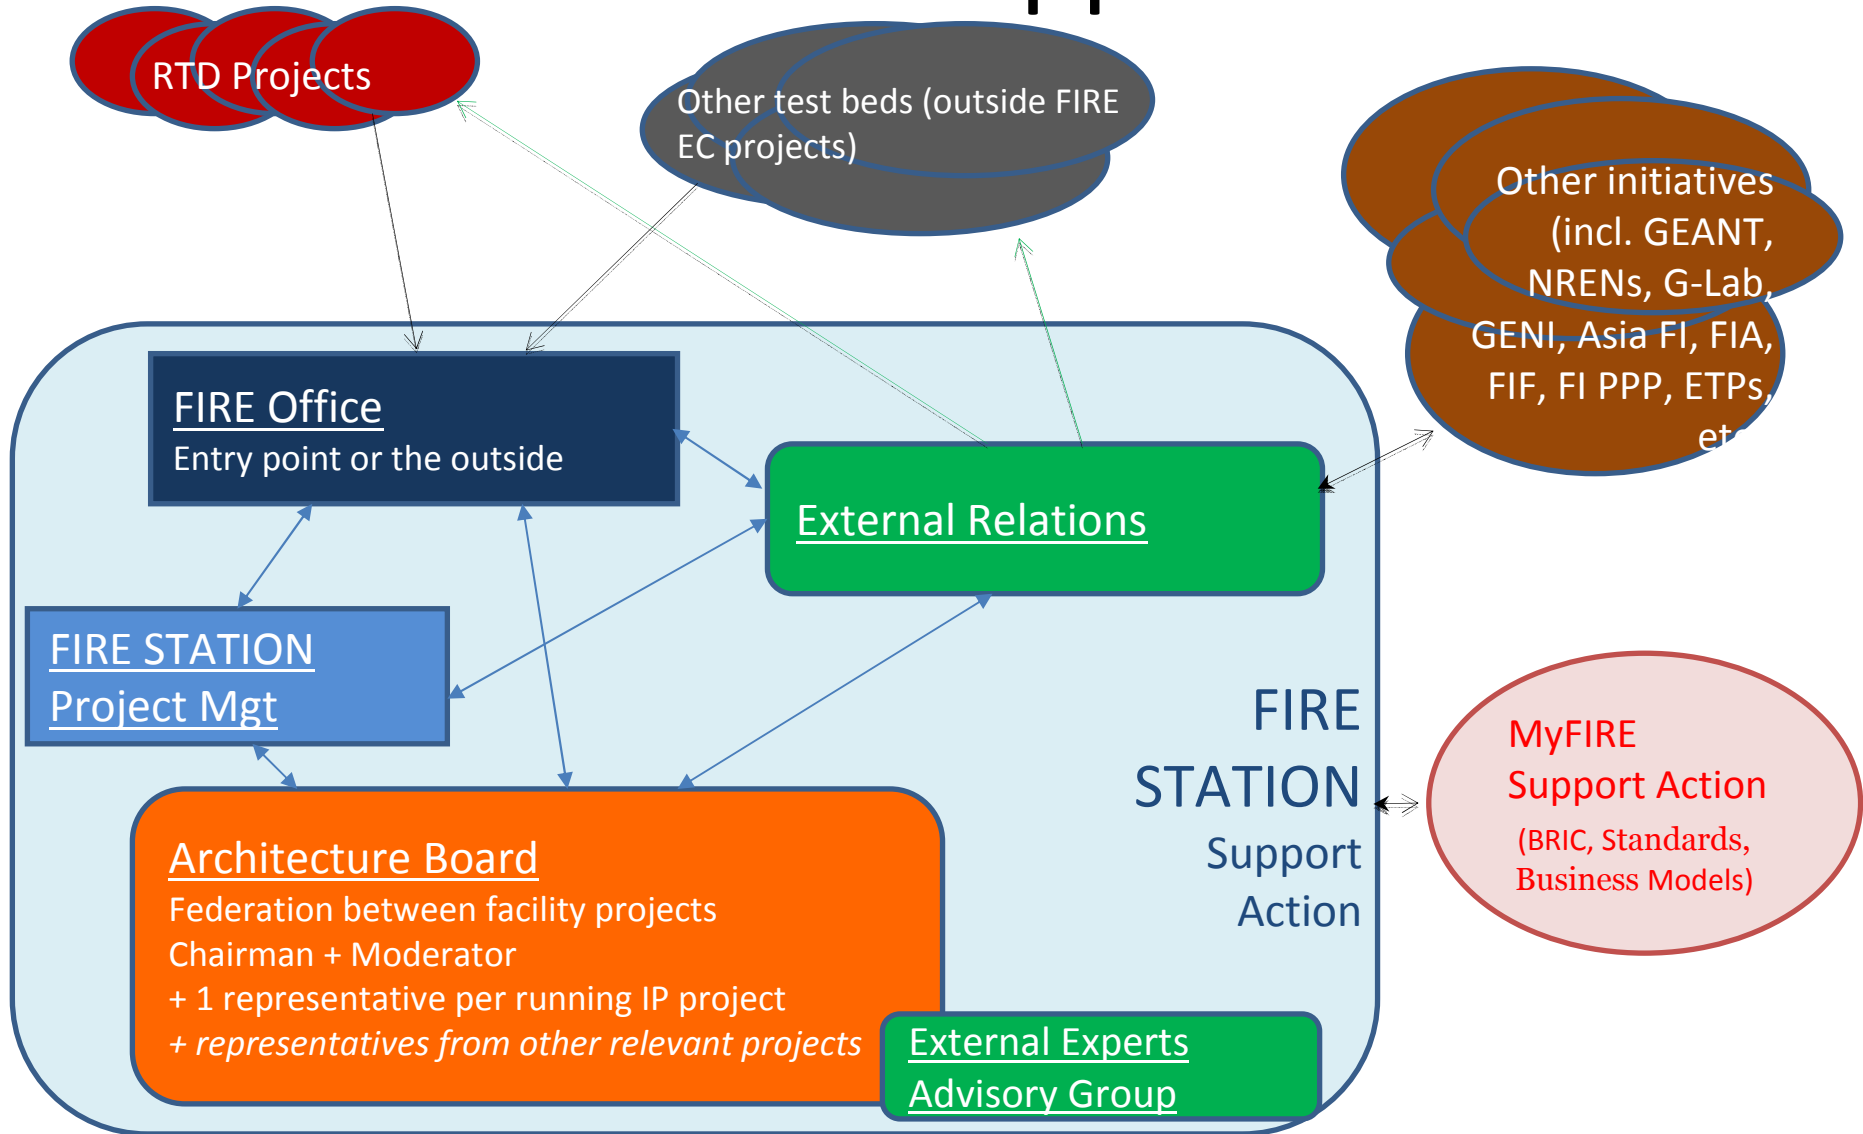 RTD Projects
Other test beds (outside FIRE
EC projects)
Other initiatives
(incl. GEANT,
NRENs, G-Lab,
GENI, Asia FI, FIA,
FIF, FI PPP, ETPs,
FIRE Office
Entry point or the outside
External Relations
FIRE STATION
Project Mgt
FIRE
STATION
Support
Action
MyFIRE
Support Action
(BRIC, Standards,
Business Models)
Architecture Board
Federation between facility projects
Chairman + Moderator
+ 1 representative per running IP project
+ representatives from other relevant projects
External Experts
Advisory Group